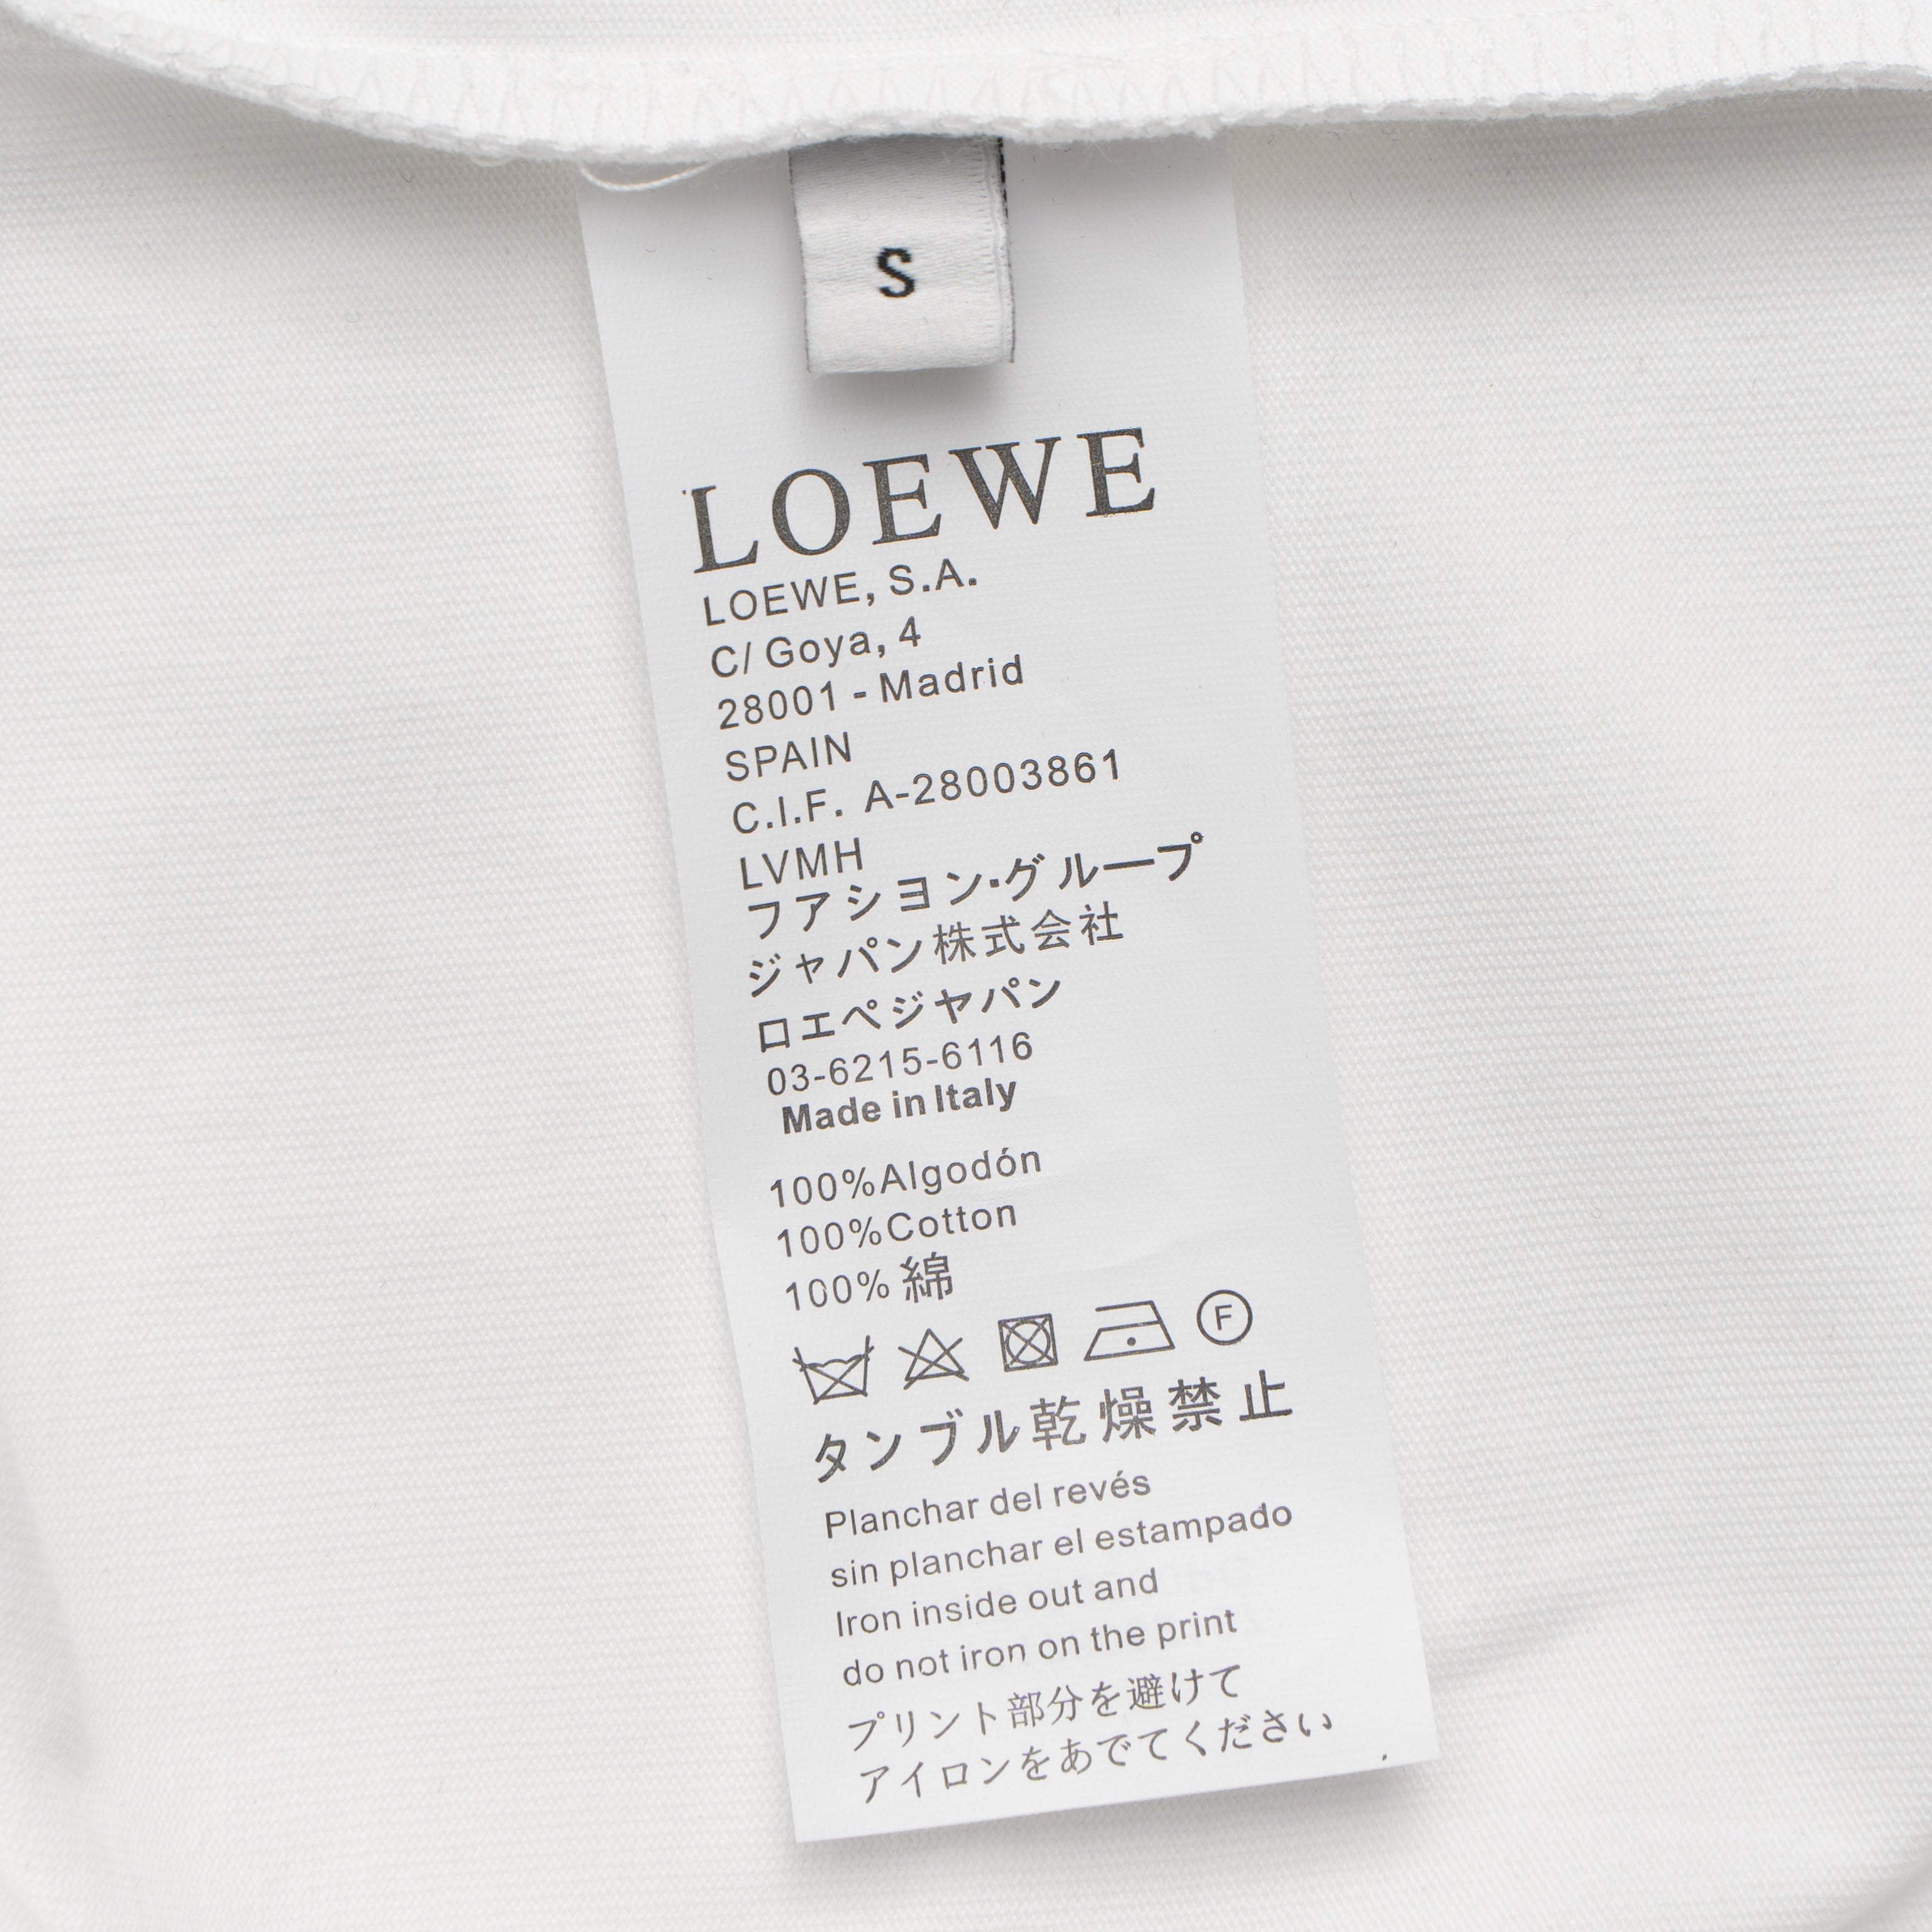 S
LOEWE
LOEWE, S.A.
C/ Goya, 4
28001 - Madrid
SPAIN
C.I.F. A-28003861
LVMH
フアシヨン・グループ
ジャパン株式会社
ロエペジヤパン
03-6215-6116
Made in Italy
100%Algodón
100%Cotton
100% 綿
F
タンブル乾燥禁止
Planchar del revés
sin planchar el estampado
Iron inside out and
do not iron on the print
プリント部分を避けて
アイロンをあでてください